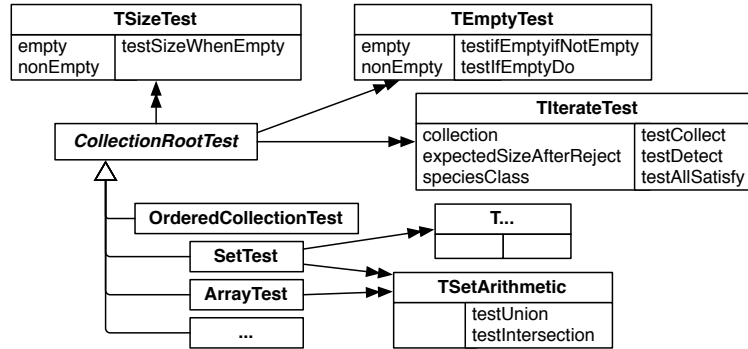 TSizeTest
empty
nonEmpty
testSizeWhenEmpty
TEmptyTest
empty
nonEmpty
testifEmptyifNotEmpty
testIfEmptyDo
CollectionRootTest
TIterateTest
collection
expectedSizeAfterReject
speciesClass
testCollect
testDetect
testAllSatisfy
OrderedCollectionTest
SetTest
ArrayTest
...
T...
TSetArithmetic
testUnion
testIntersection